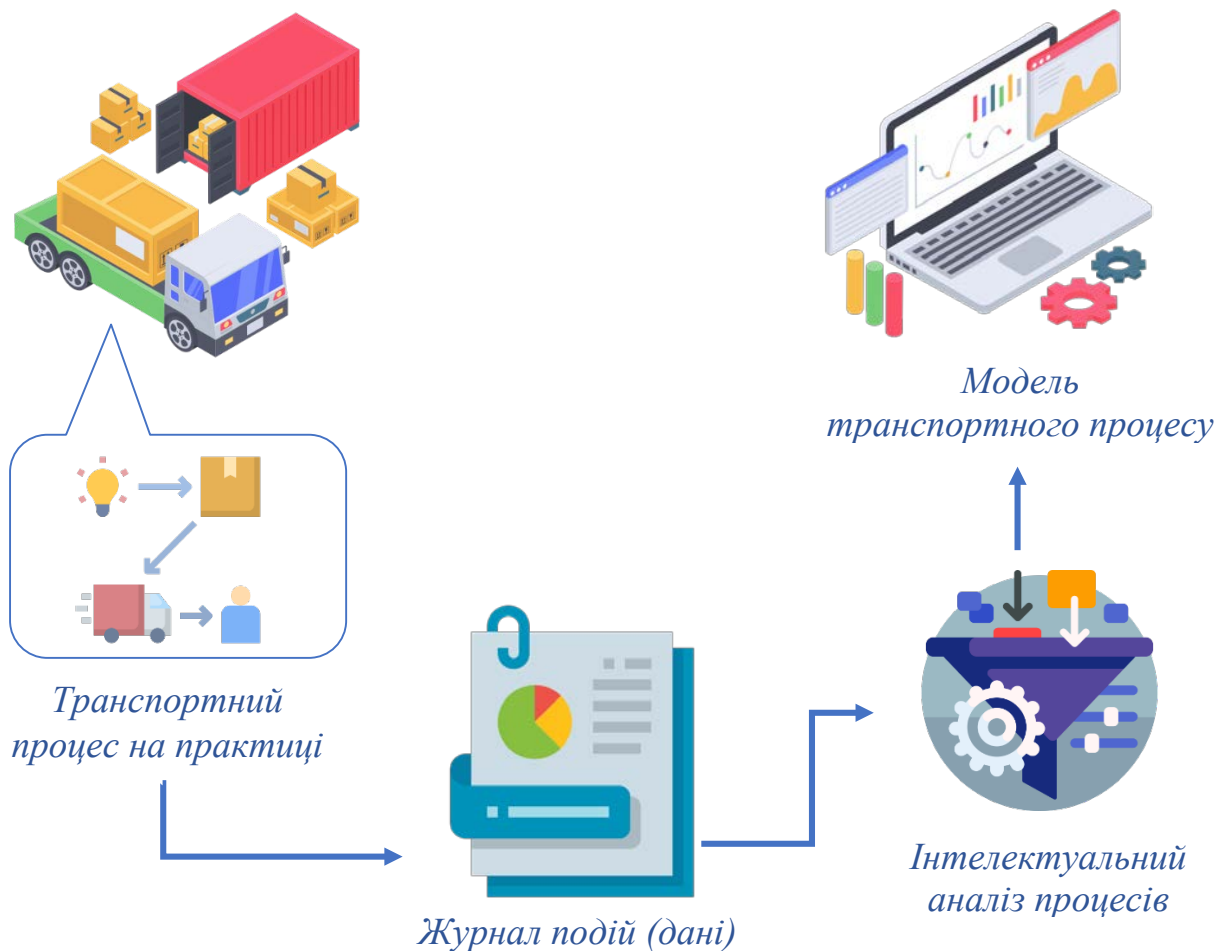 Транспортний
процес на практиці
Журнал подій (дані)
Інтелектуальний
аналіз процесів
Модель
транспортного процесу